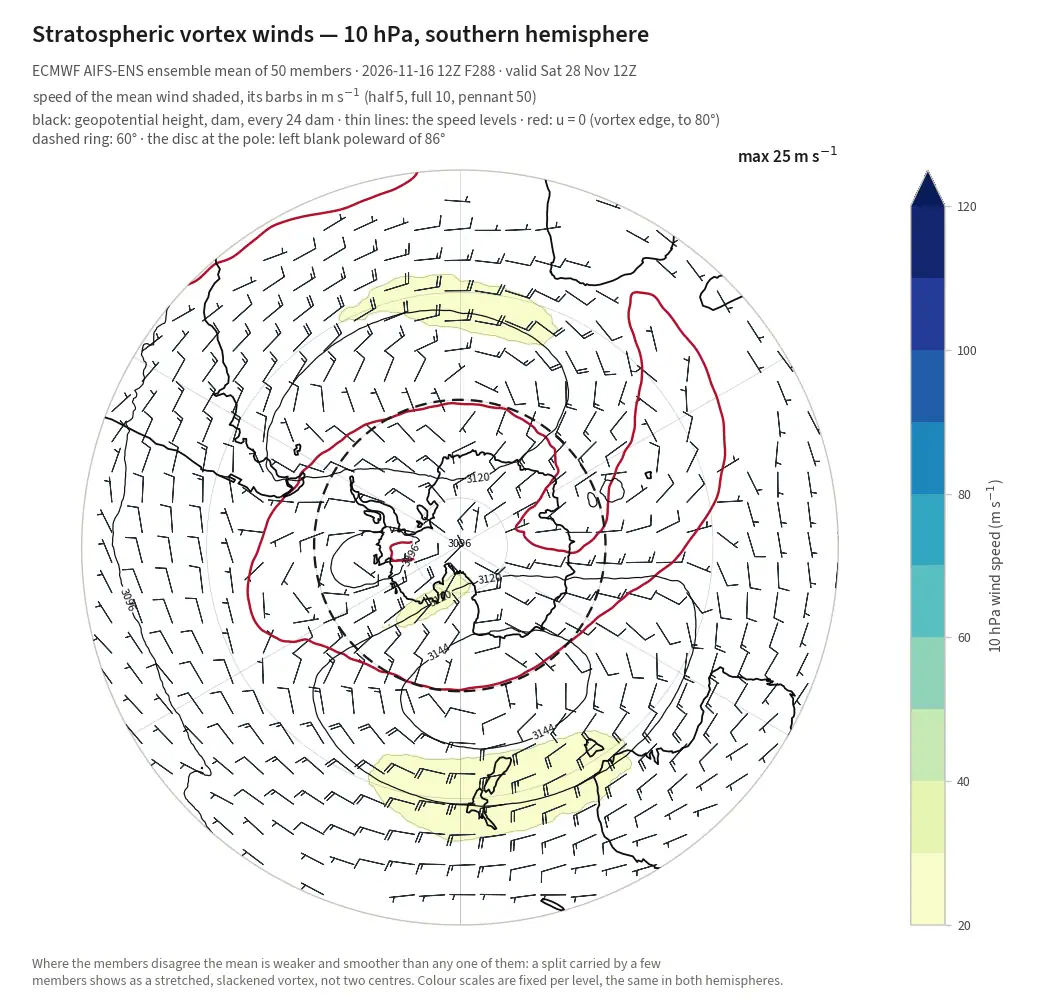 Stratospheric vortex winds — 10 hPa, southern hemisphere
ECMWF AIFS-ENS ensemble mean of 50 members · 2026-11-16 12Z F288 · valid Sat 28 Nov 12Z
speed of the mean wind shaded, its barbs in m s⁻¹ (half 5, full 10, pennant 50)
black: geopotential height, dam, every 24 dam · thin lines: the speed levels · red: u = 0 (vortex edge, to 80°)
dashed ring: 60° · the disc at the pole: left blank poleward of 86°
max 25 m s⁻¹
120
100
80
60
40
20
10 hPa wind speed (m s⁻¹)
3120
3096
3096
3120
3096
3144
3144
Where the members disagree the mean is weaker and smoother than any one of them: a split carried by a few
members shows as a stretched, slackened vortex, not two centres. Colour scales are fixed per level, the same in both hemispheres.